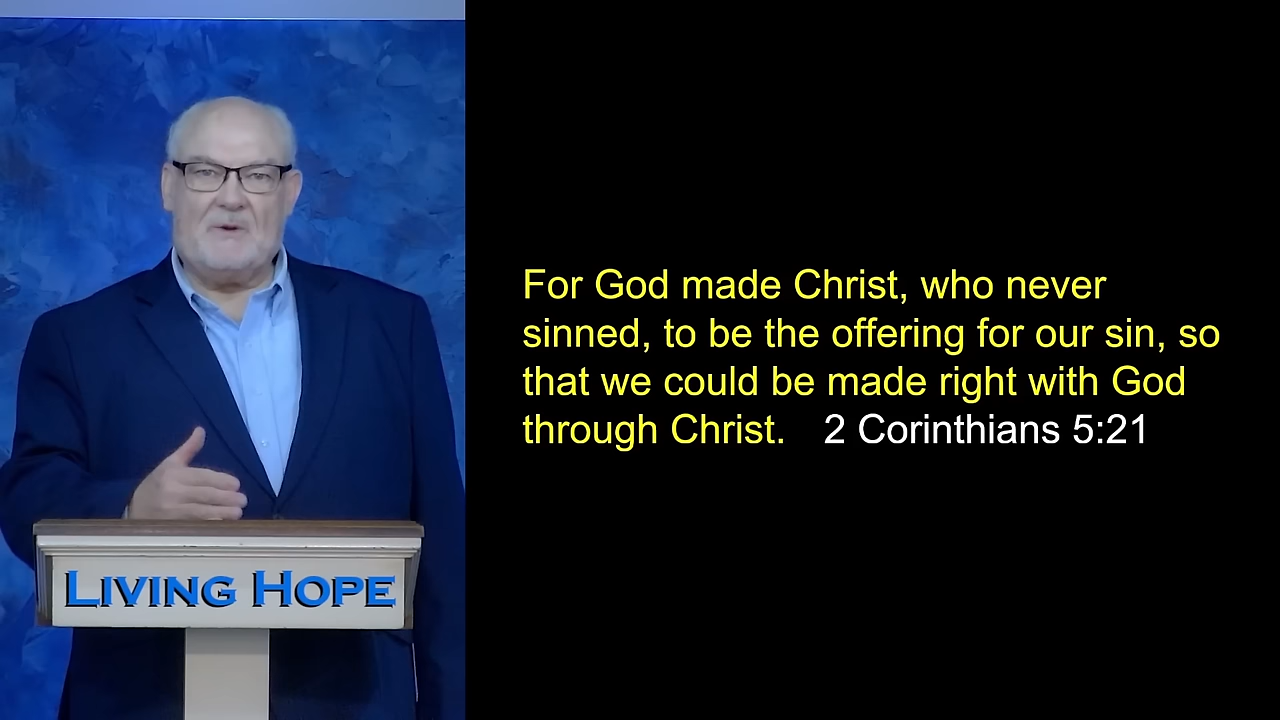 For God made Christ, who never
sinned, to be the offering for our sin, so
that we could be made right with God
through Christ. 2 Corinthians 5:21
LIVING HOPE